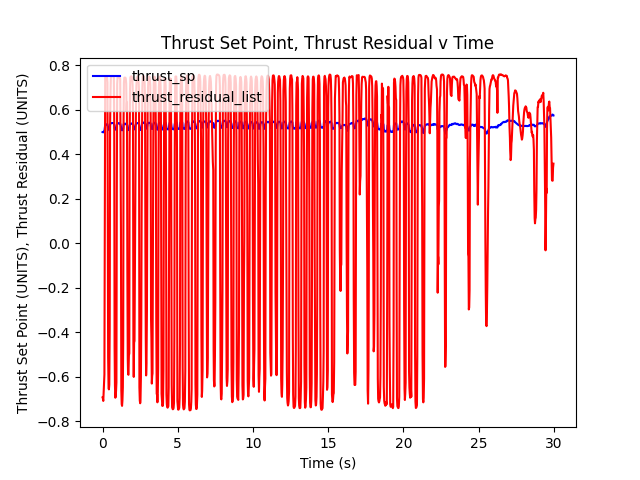 Thrust Set Point, Thrust Residual v Time
thrust_sp
thrust_residual_list
Thrust Set Point (UNITS), Thrust Residual (UNITS)
0.8
0.6
0.4
0.2
0.0
−0.2
−0.4
−0.6
−0.8
0 5 10 15 20 25 30
Time (s)